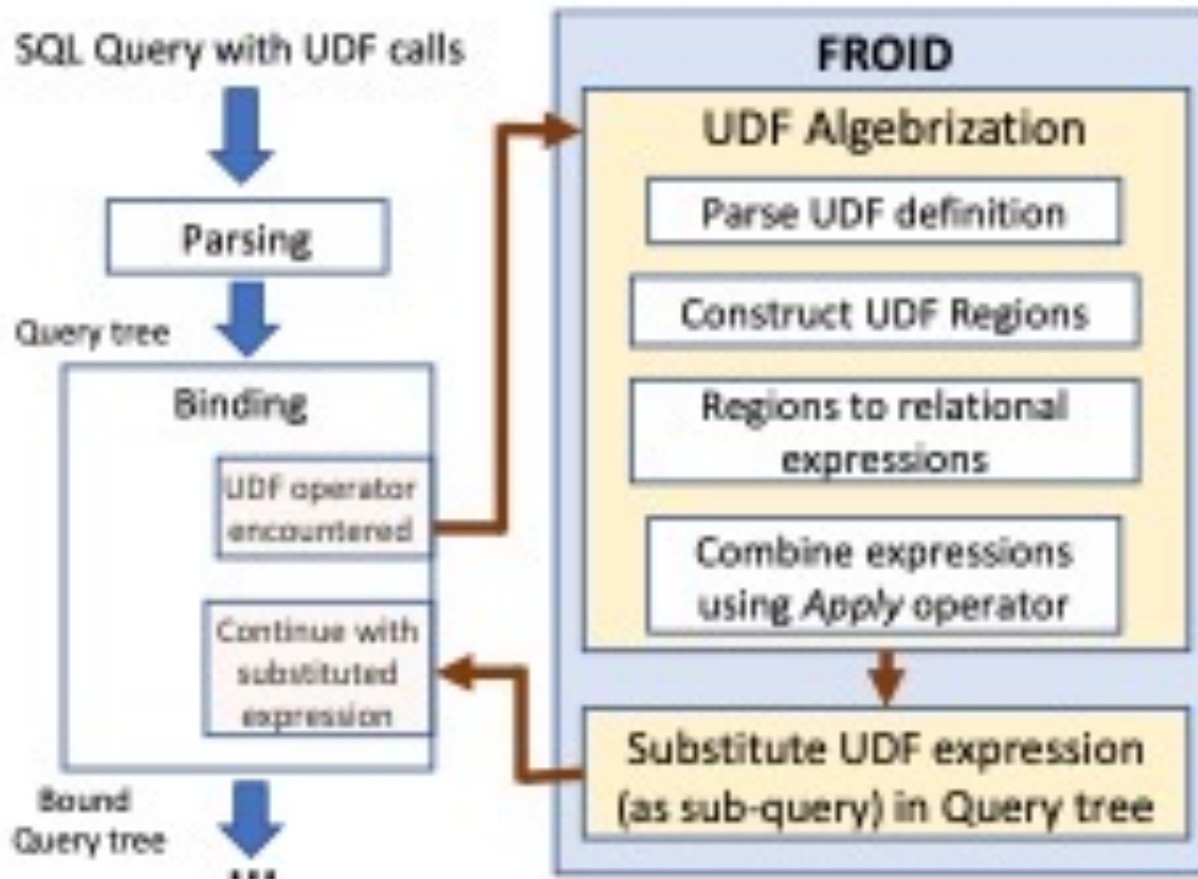 SQL Query with UDF calls
Parsing
Query tree
Binding
UDF operator
encountered
Continue with
substituted
expression
Bound
Query tree
...
FROID
UDF Algebrization
Parse UDF definition
Construct UDF Regions
Regions to relational
expressions
Combine expressions
using Apply operator
Substitute UDF expression
(as sub-query) in Query tree